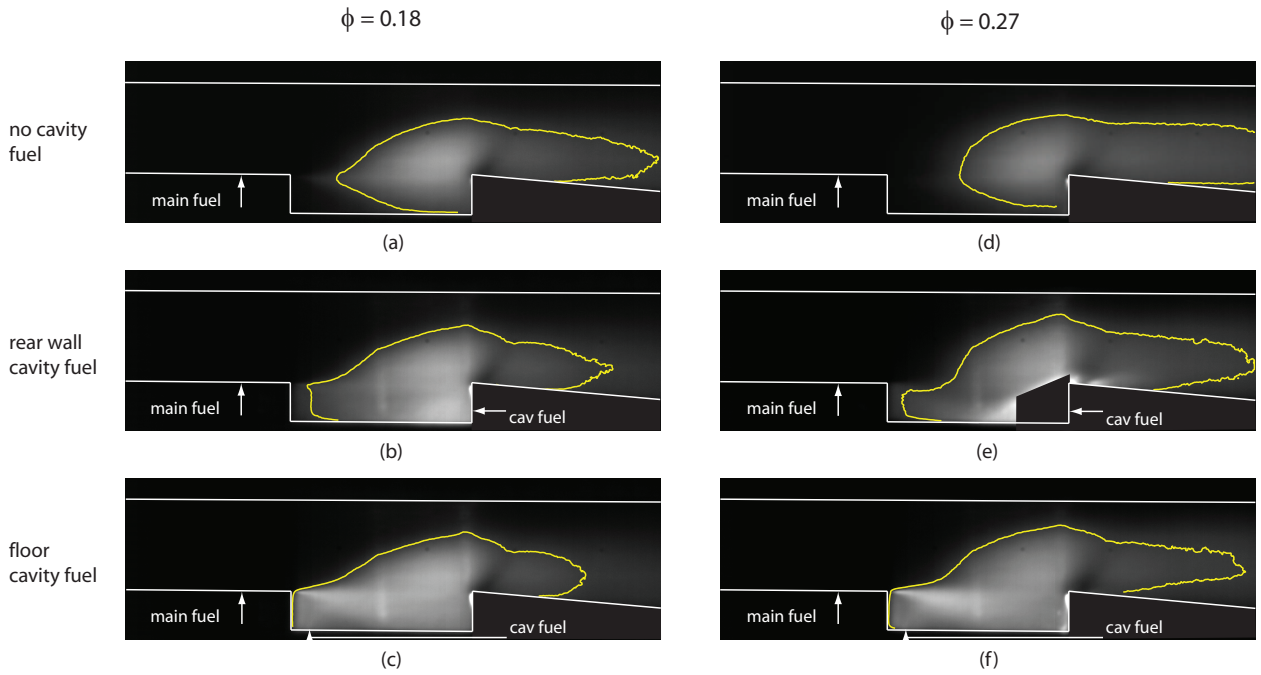 ϕ = 0.18
ϕ = 0.27
no cavity
fuel
main fuel
main fuel
(a)
(d)
rear wall
cavity fuel
main fuel
cav fuel
main fuel
cav fuel
(b)
(e)
floor
cavity fuel
main fuel
cav fuel
main fuel
cav fuel
(c)
(f)